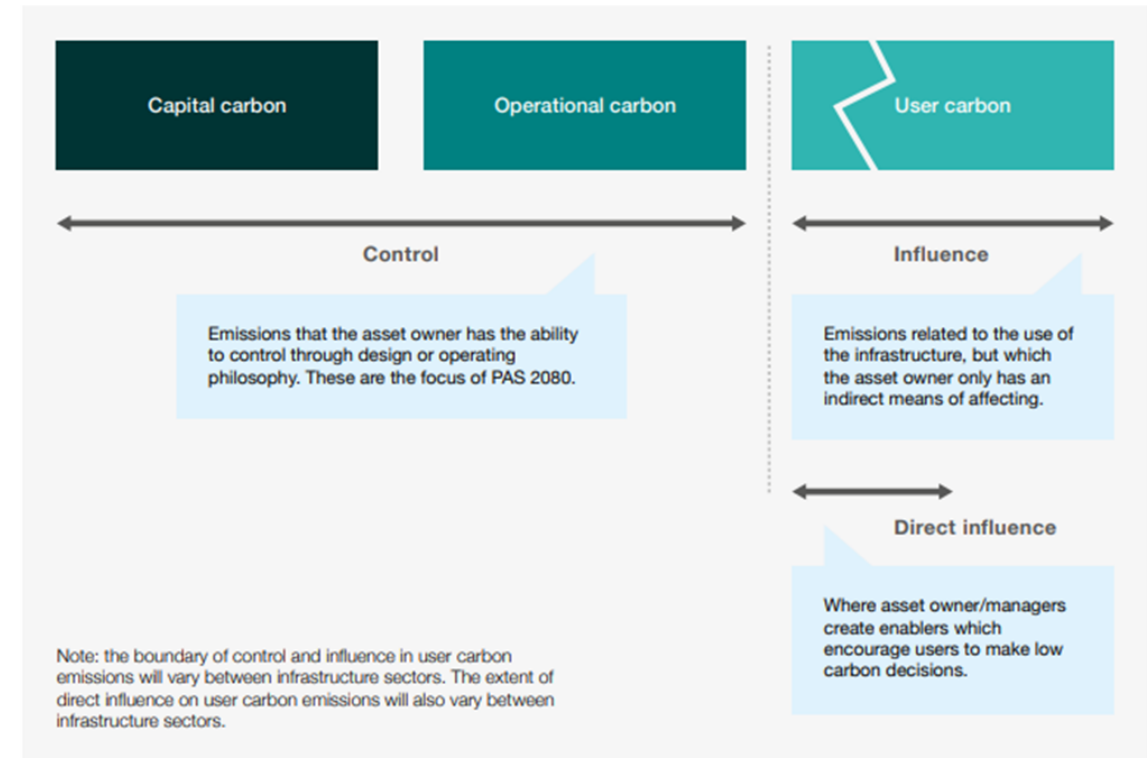 Capital carbon
Operational carbon
User carbon
Control
Influence
Emissions that the asset owner has the ability
to control through design or operating
philosophy. These are the focus of PAS 2080.
Emissions related to the use of
the infrastructure, but which
the asset owner only has an
indirect means of affecting.
Direct influence
Where asset owner/managers
create enablers which
encourage users to make low
carbon decisions.
Note: the boundary of control and influence in user carbon
emissions will vary between infrastructure sectors. The extent of
direct influence on user carbon emissions will also vary between
infrastructure sectors.